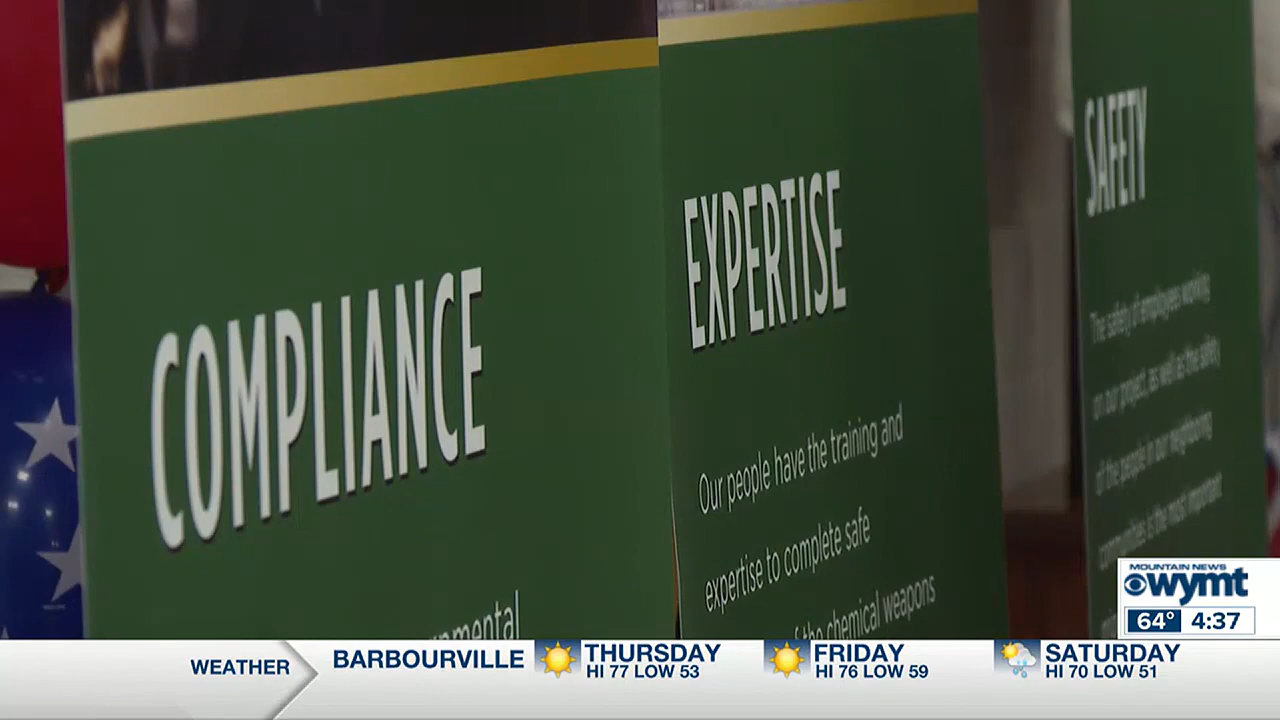 COMPLIANCE
EXPERTISE
Our people have the training and
expertise to complete safe
of the chemical weapons
SAFETY
The safety of employees working
on our project, as well as the safety
of the people in our neighboring
communities is the most important
MOUNTAIN NEWS
wymt
64° 4:37
WEATHER
BARBOURVILLE
THURSDAY
HI 77 LOW 53
FRIDAY
HI 76 LOW 59
SATURDAY
HI 70 LOW 51